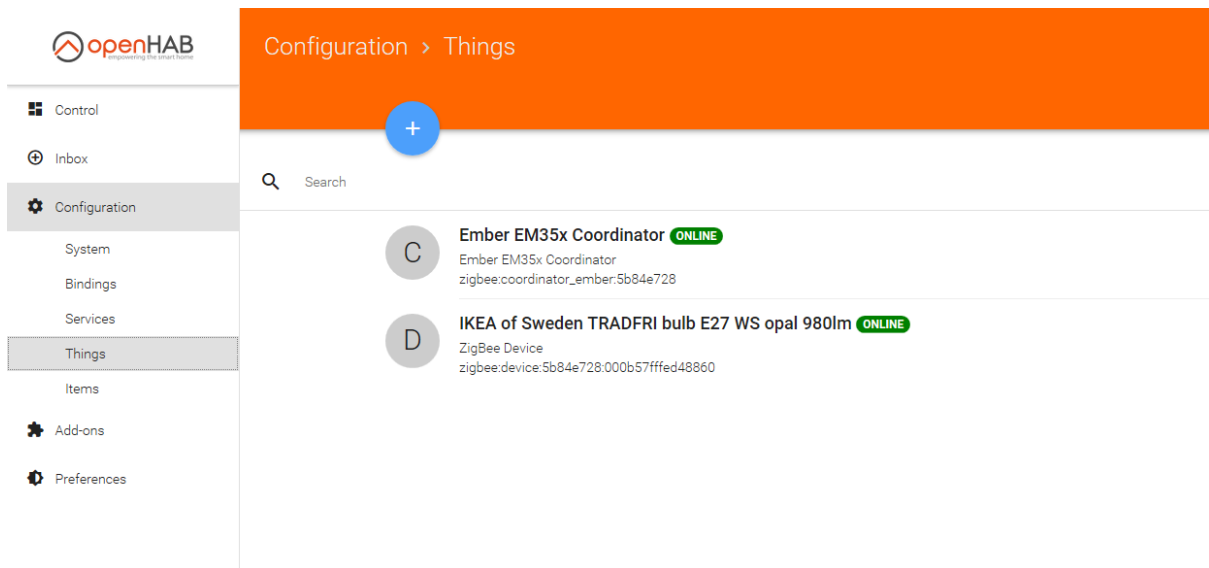 openHAB
empowering the smart home
Configuration > Things
Control
+
Inbox
Search
Configuration
System
Bindings
Services
Things
Items
Add-ons
Preferences
C
Ember EM35x Coordinator ONLINE
Ember EM35x Coordinator
zigbee:coordinator_ember:5b84e728
D
IKEA of Sweden TRADFRI bulb E27 WS opal 980lm ONLINE
ZigBee Device
zigbee:device:5b84e728:000b57fffed48860